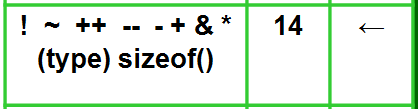 ! ~ ++ -- - + & * 14 ←
(type) sizeof()